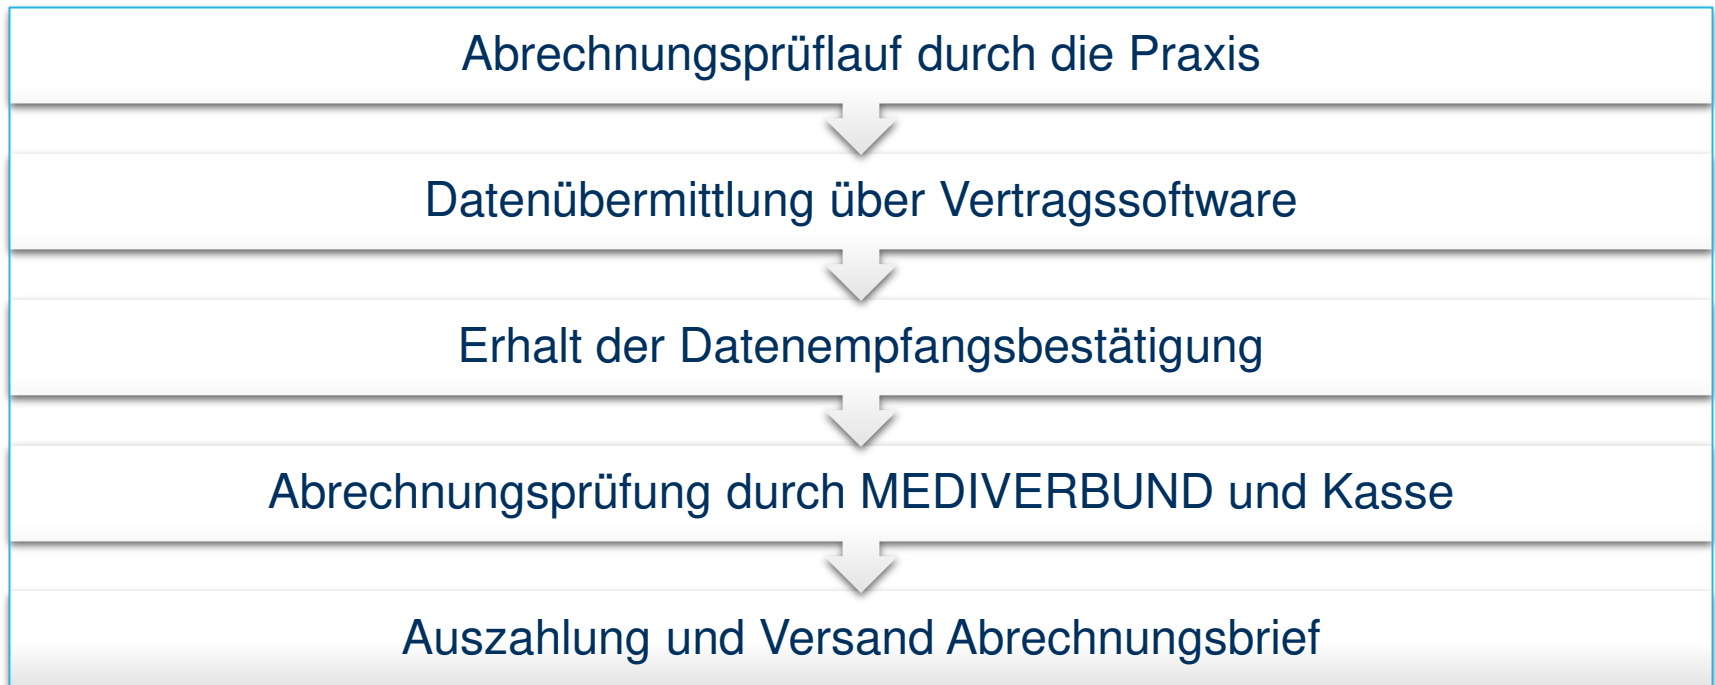 Abrechnungsprüflauf durch die Praxis
Datenübermittlung über Vertragssoftware
Erhalt der Datenempfangsbestätigung
Abrechnungsprüfung durch MEDIVERBUND und Kasse
Auszahlung und Versand Abrechnungsbrief